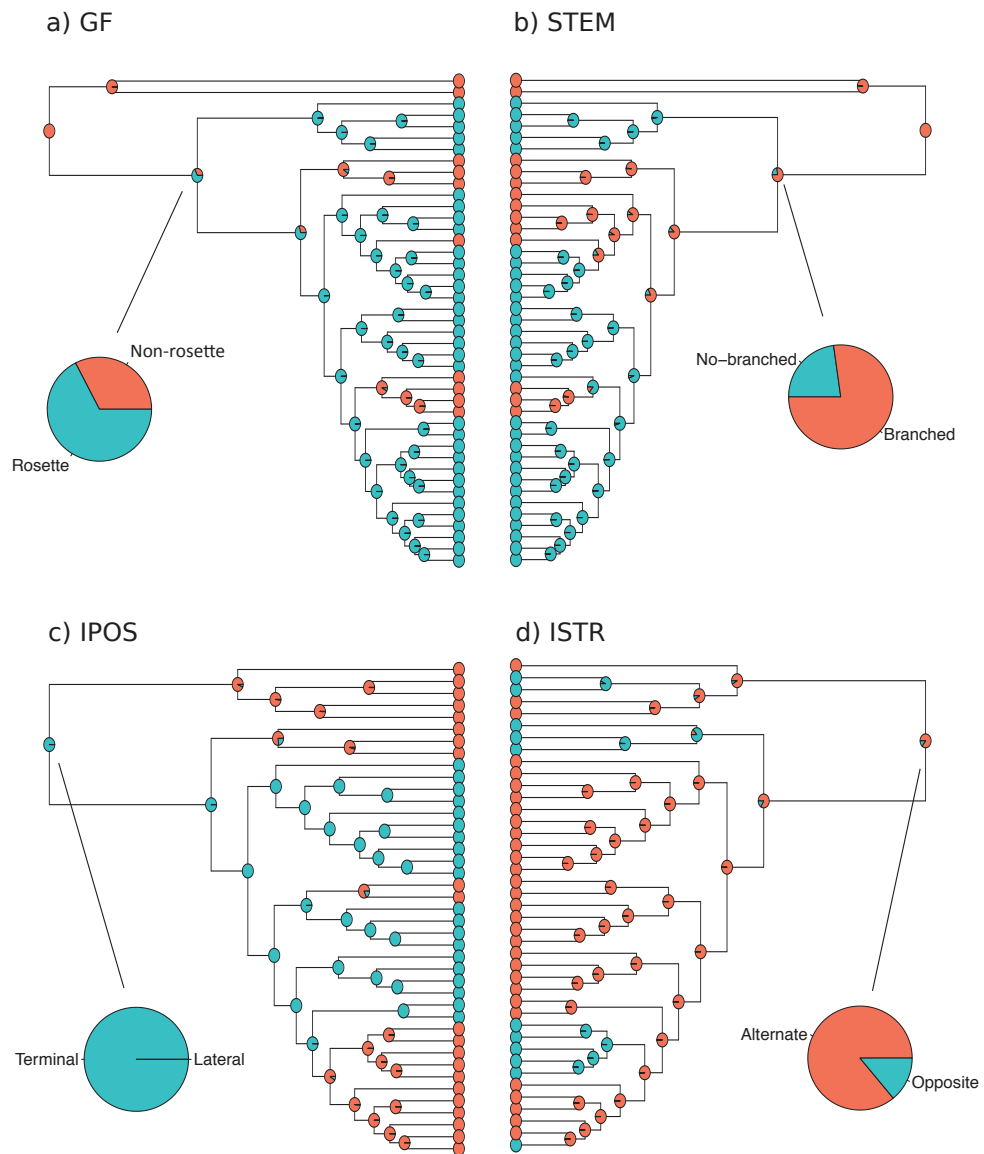 a) GF
b) STEM
Non-rosette
Rosette
No–branched
Branched
c) IPOS
d) ISTR
Terminal
Lateral
Alternate
Opposite